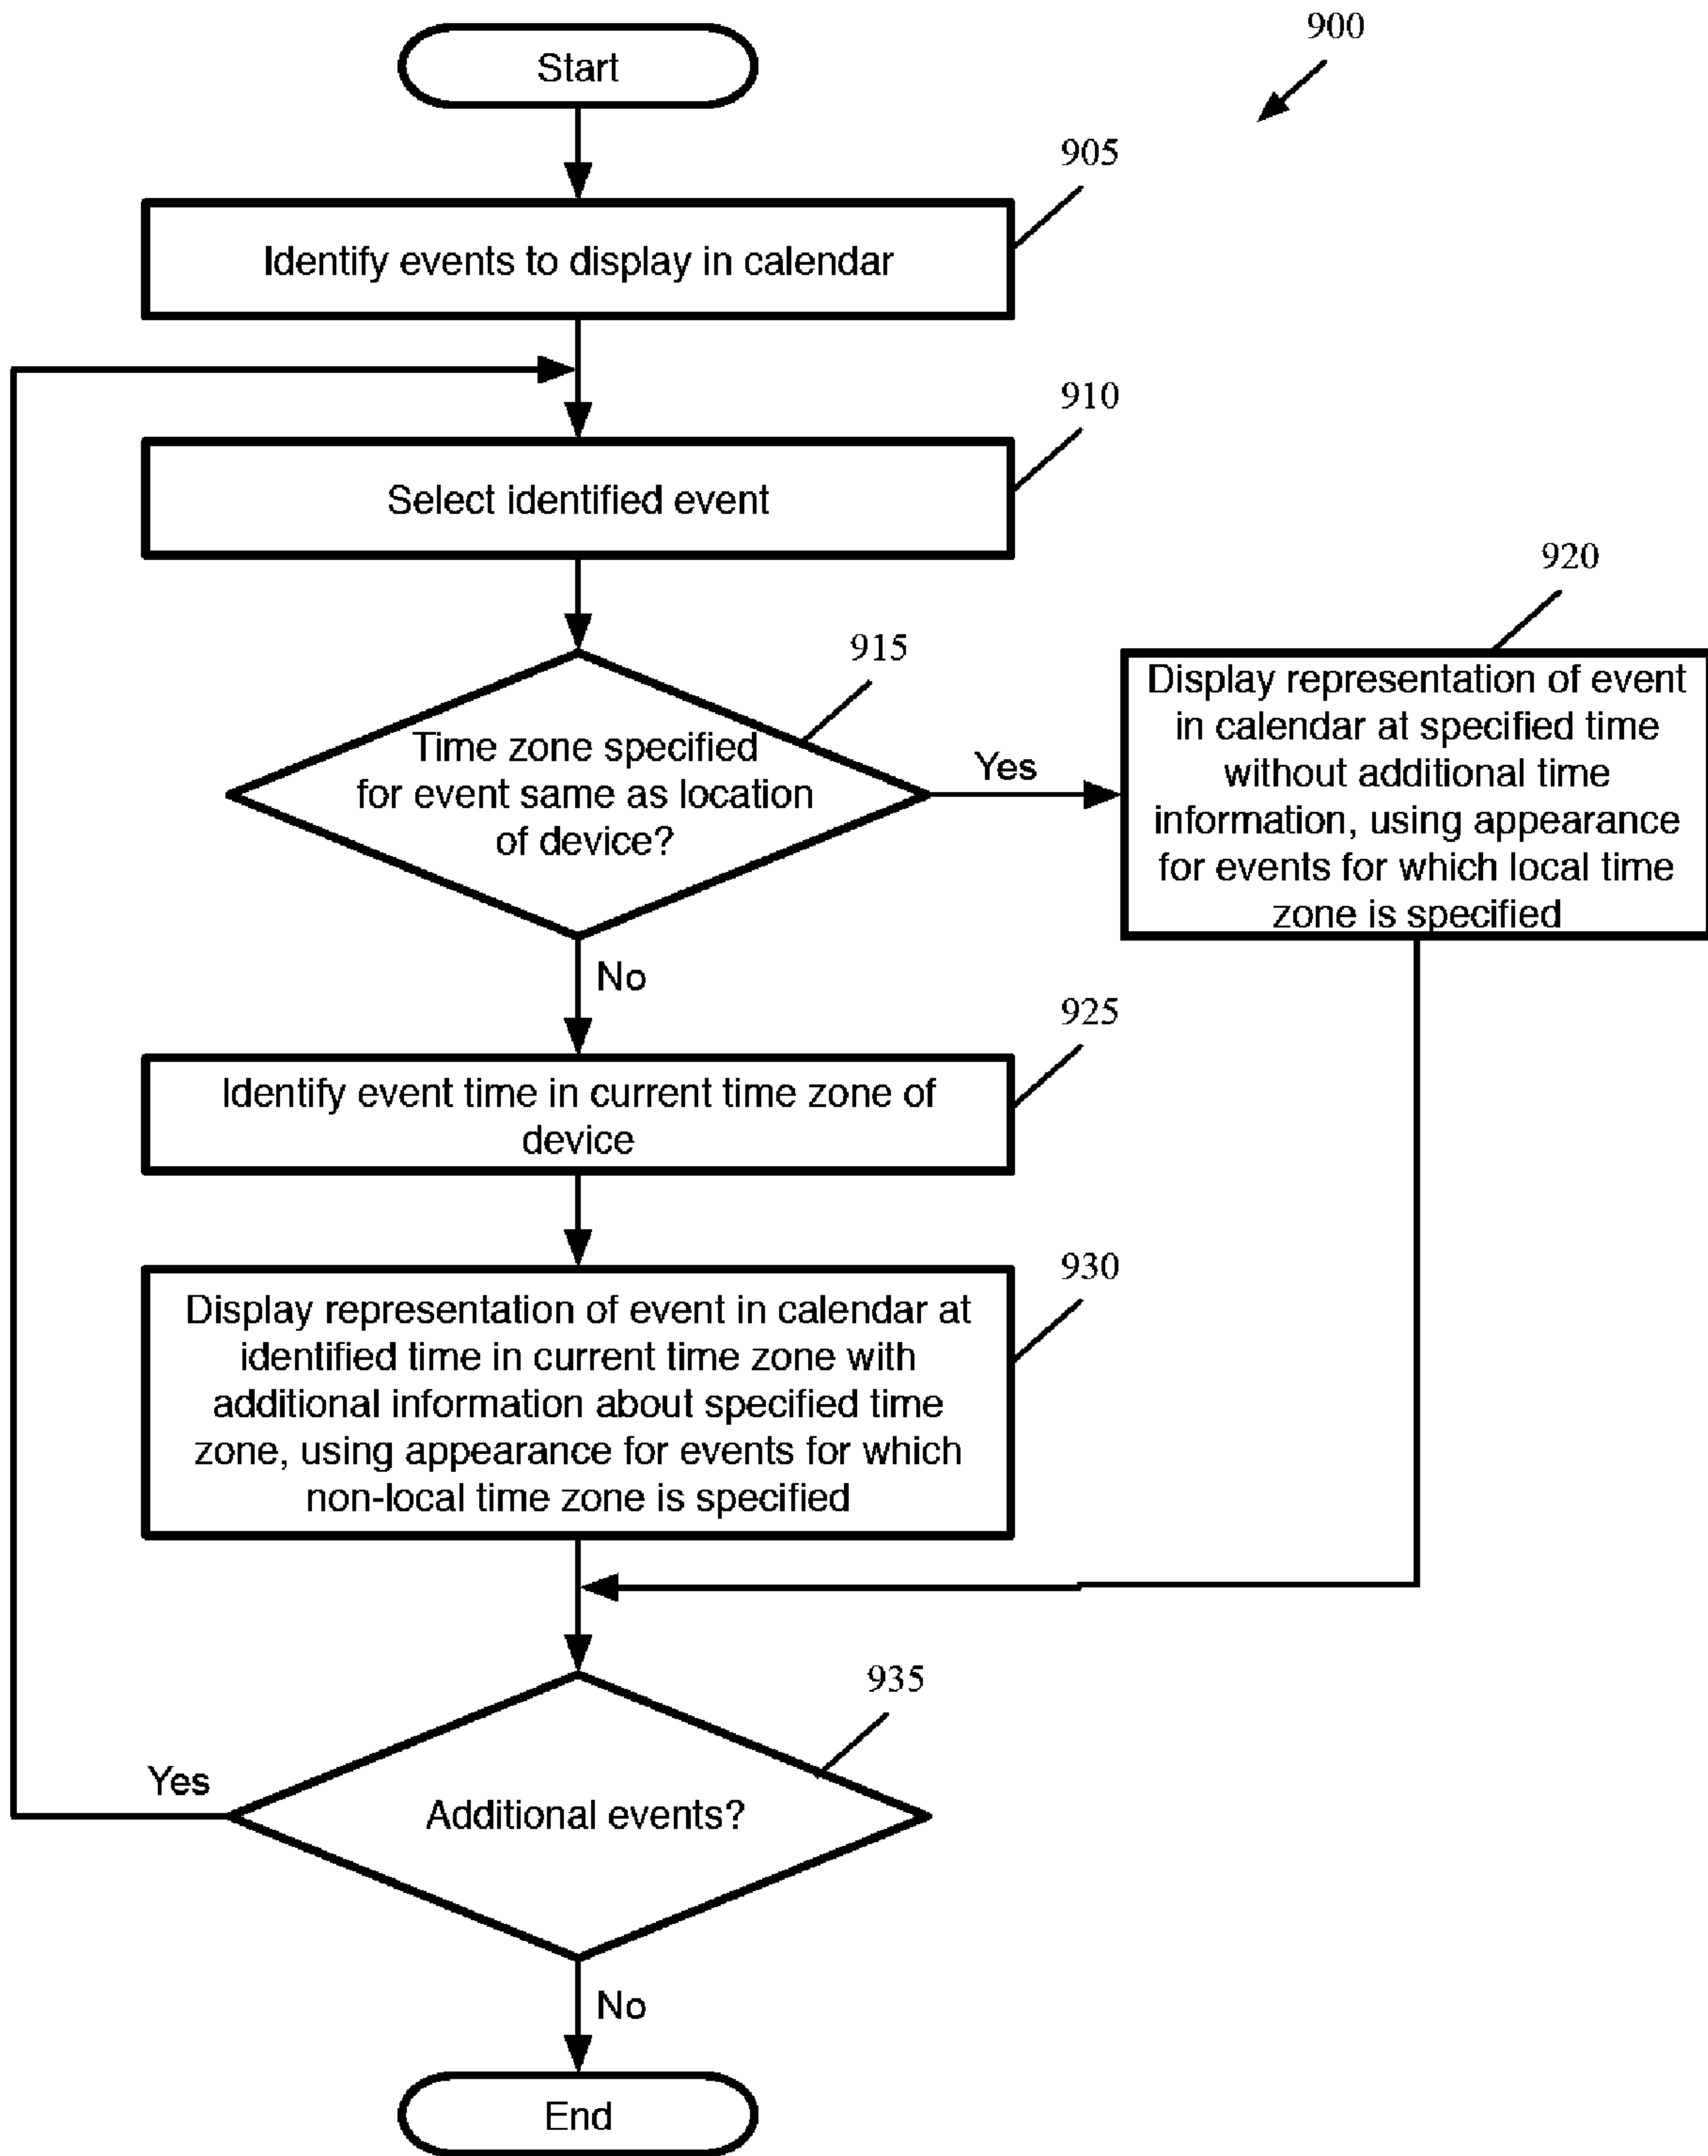 900
Start
905
Identify events to display in calendar
910
Select identified event
915
Time zone specified
for event same as location
of device?
Yes
920
Display representation of event
in calendar at specified time
without additional time
information, using appearance
for events for which local time
zone is specified
No
925
Identify event time in current time zone of
device
930
Display representation of event in calendar at
identified time in current time zone with
additional information about specified time
zone, using appearance for events for which
non-local time zone is specified
935
Yes
Additional events?
No
End